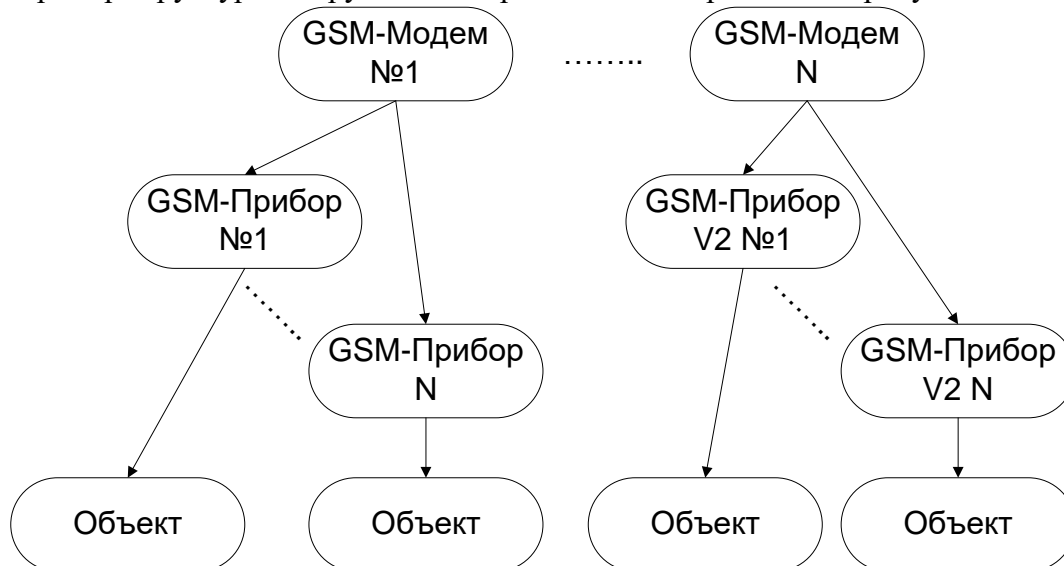 GSM-Модем
№1
……..
GSM-Модем
N
GSM-Прибор
№1
GSM-Прибор
V2 №1
GSM-Прибор
N
GSM-Прибор
V2 N
Объект
Объект
Объект
Объект